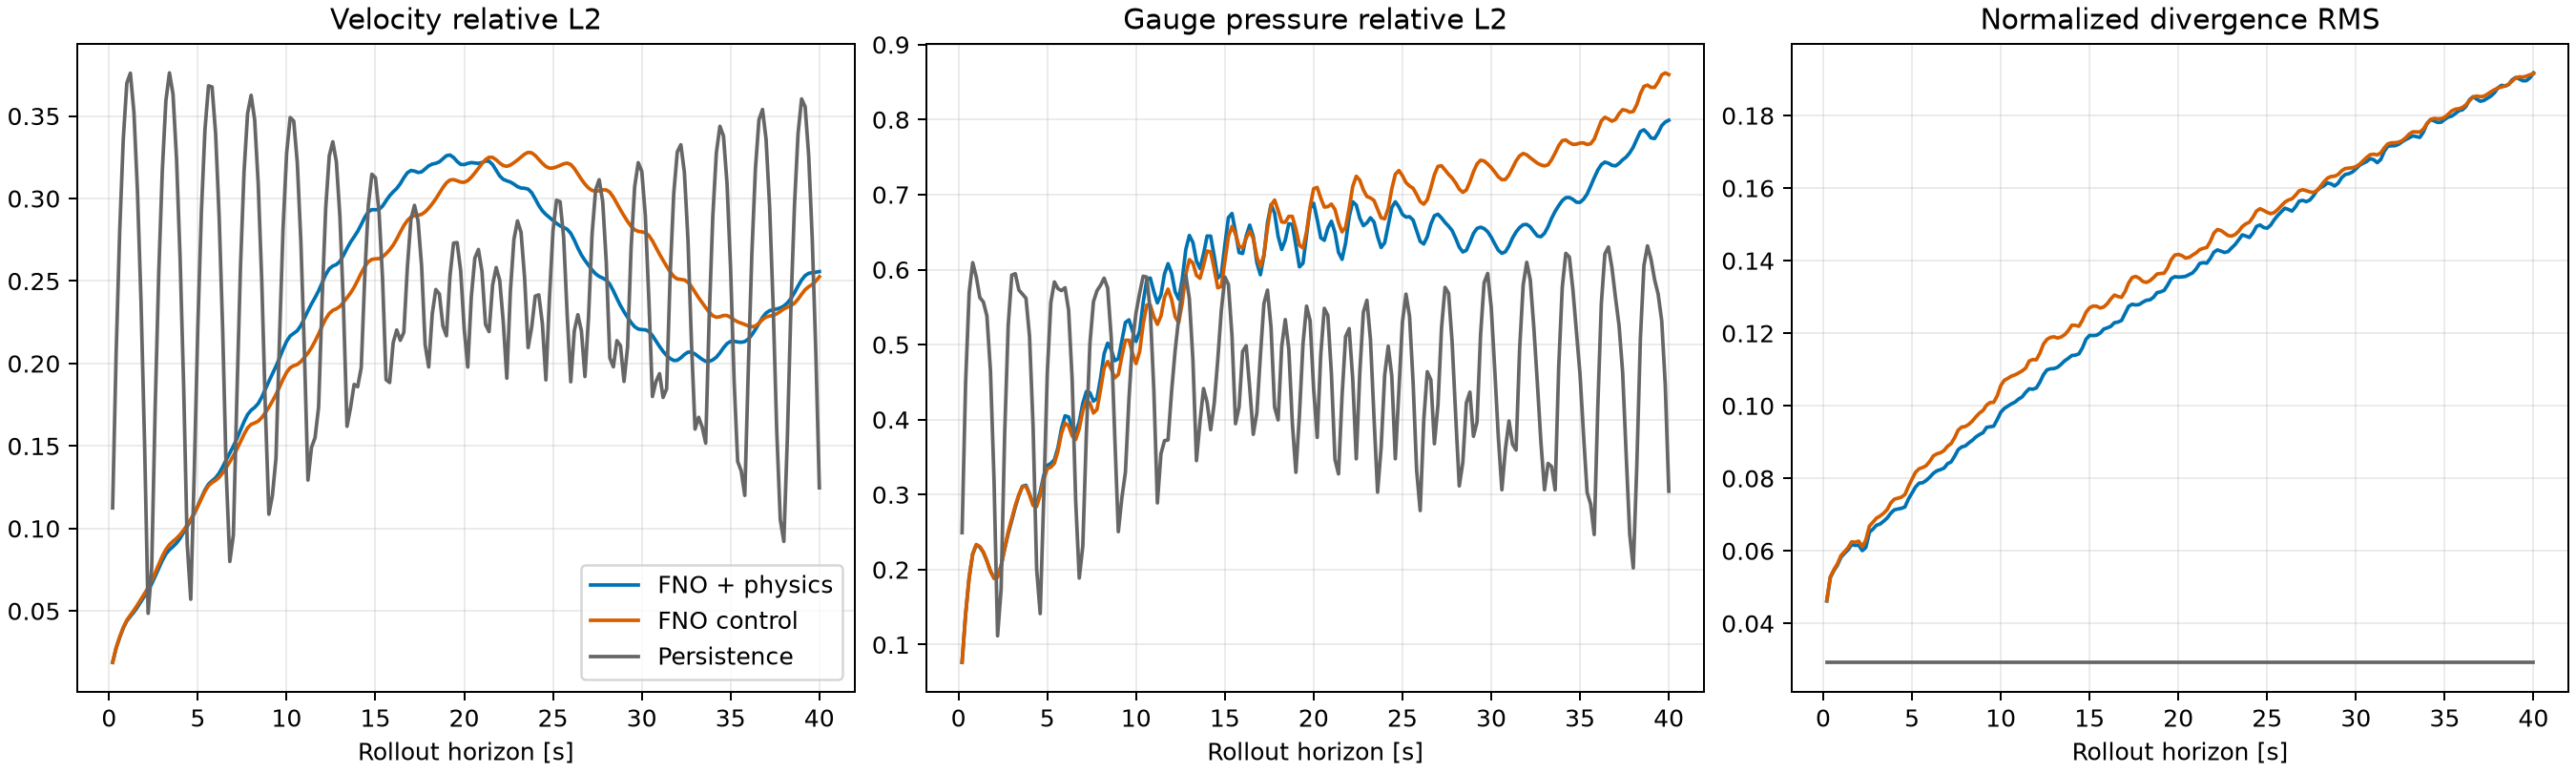 Velocity relative L2
0.35
0.30
0.25
0.20
0.15
0.10
0.05
FNO + physics
FNO control
Persistence
0 5 10 15 20 25 30 35 40
Rollout horizon [s]
Gauge pressure relative L2
0.9
0.8
0.7
0.6
0.5
0.4
0.3
0.2
0.1
0 5 10 15 20 25 30 35 40
Rollout horizon [s]
Normalized divergence RMS
0.18
0.16
0.14
0.12
0.10
0.08
0.06
0.04
0 5 10 15 20 25 30 35 40
Rollout horizon [s]